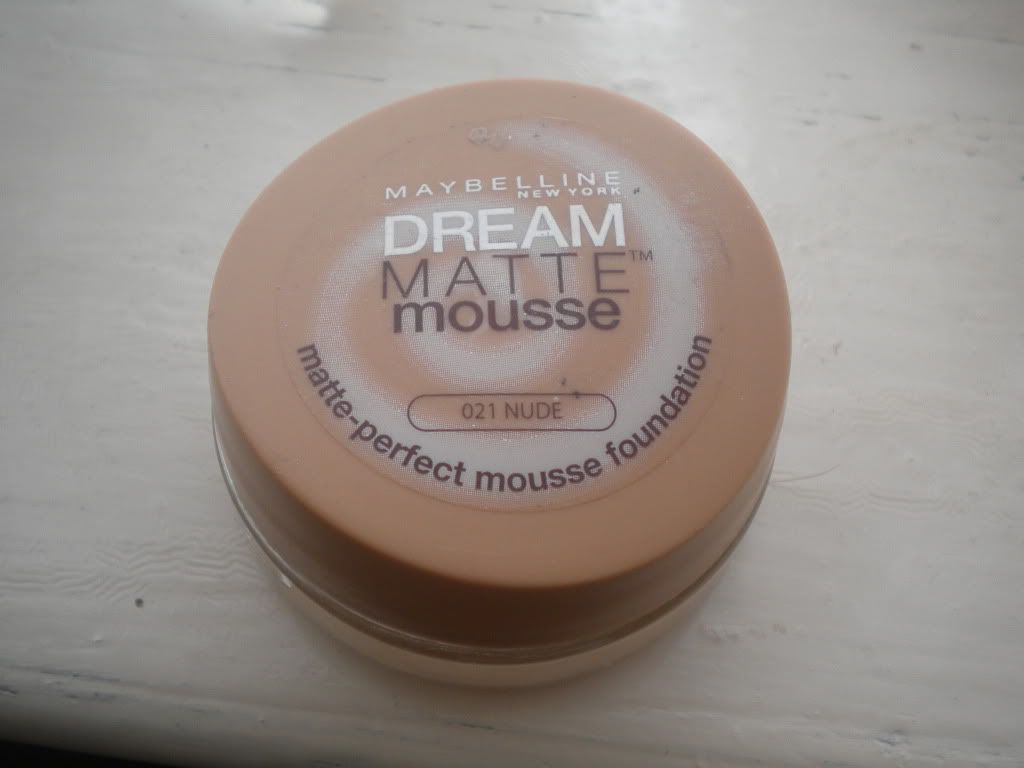 MAYBELLINE
NEW YORK
DREAM
MATTE™
mousse
021 NUDE
matte-perfect mousse foundation